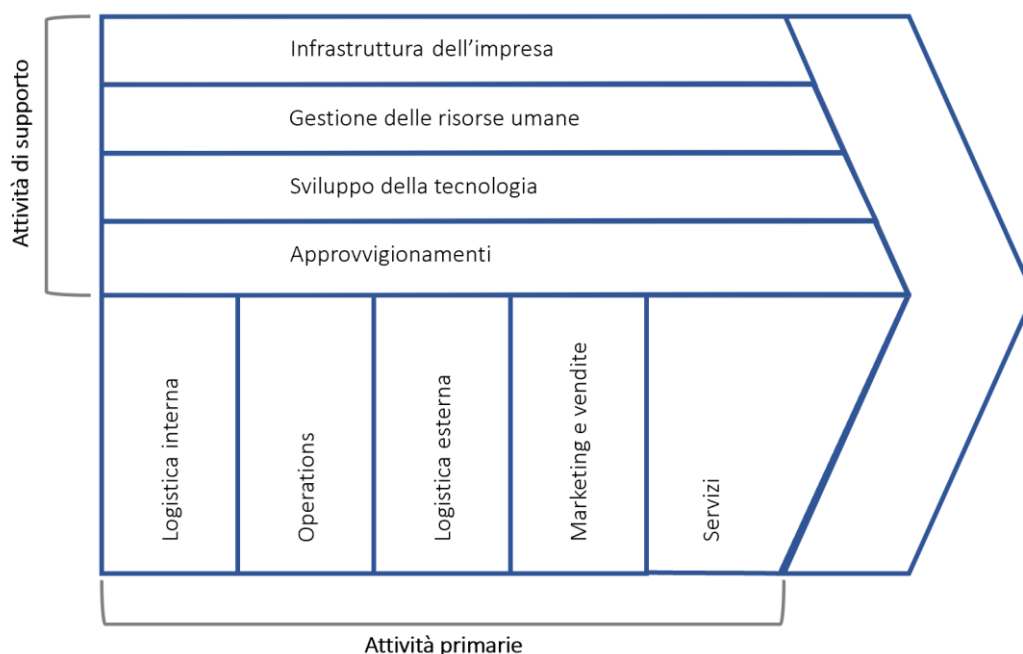 Attività di supporto
Infrastruttura dell’impresa
Gestione delle risorse umane
Sviluppo della tecnologia
Approvvigionamenti
Logistica interna
Operations
Logistica esterna
Marketing e vendite
Servizi
Attività primarie